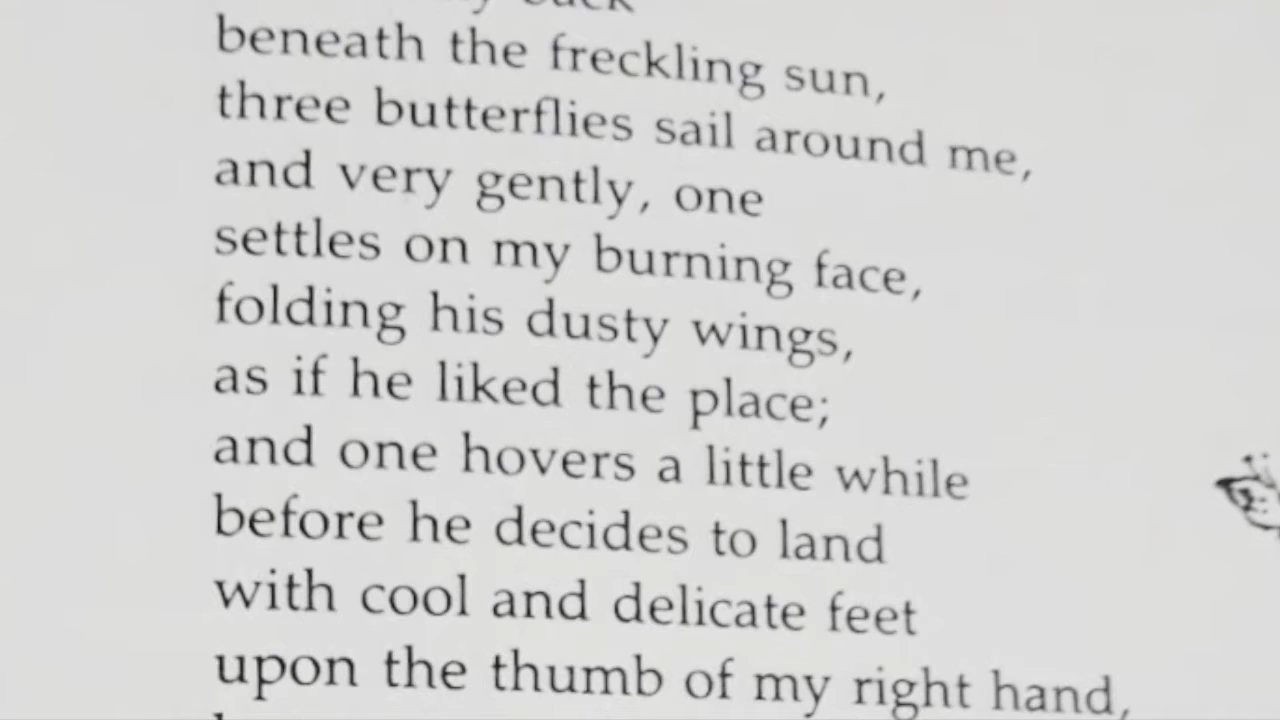 beneath the freckling sun,
three butterflies sail around me,
and very gently, one
settles on my burning face,
folding his dusty wings,
as if he liked the place;
and one hovers a little while
before he decides to land
with cool and delicate feet
upon the thumb of my right hand,